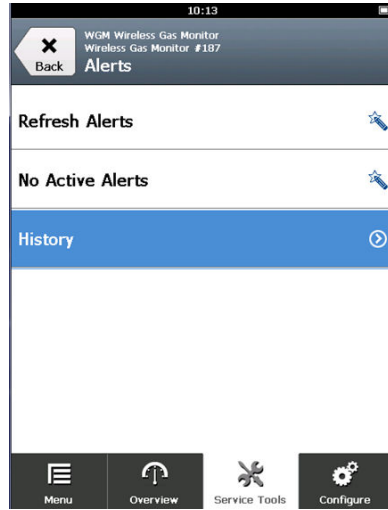 10:13
WGM Wireless Gas Monitor
Wireless Gas Monitor #187
Back
Alerts
Refresh Alerts
No Active Alerts
History
Menu
Overview
Service Tools
Configure